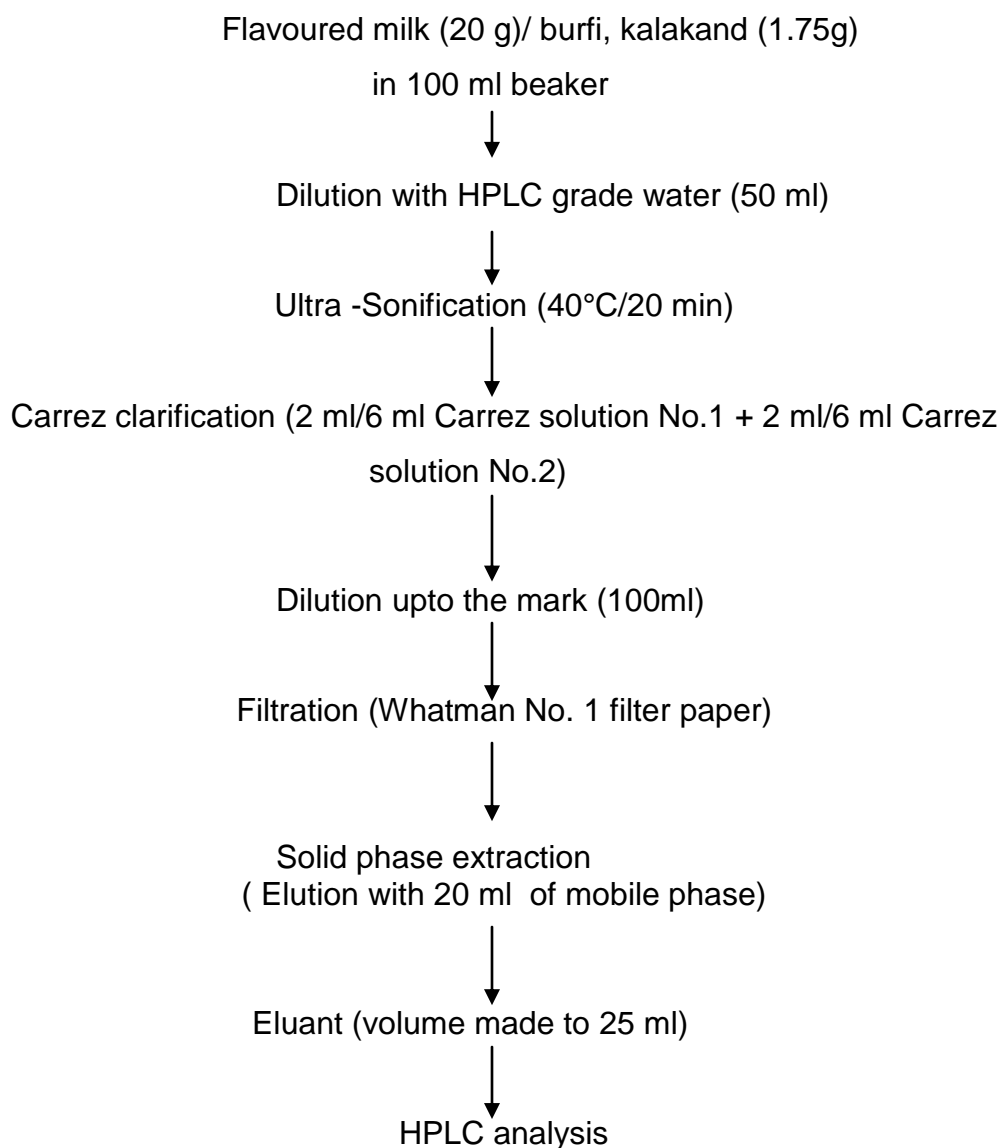 Flavoured milk (20 g)/ burfi, kalakand (1.75g)
in 100 ml beaker
Dilution with HPLC grade water (50 ml)
Ultra -Sonification (40°C/20 min)
Carrez clarification (2 ml/6 ml Carrez solution No.1 + 2 ml/6 ml Carrez
solution No.2)
Dilution upto the mark (100ml)
Filtration (Whatman No. 1 filter paper)
Solid phase extraction
( Elution with 20 ml of mobile phase)
Eluant (volume made to 25 ml)
HPLC analysis